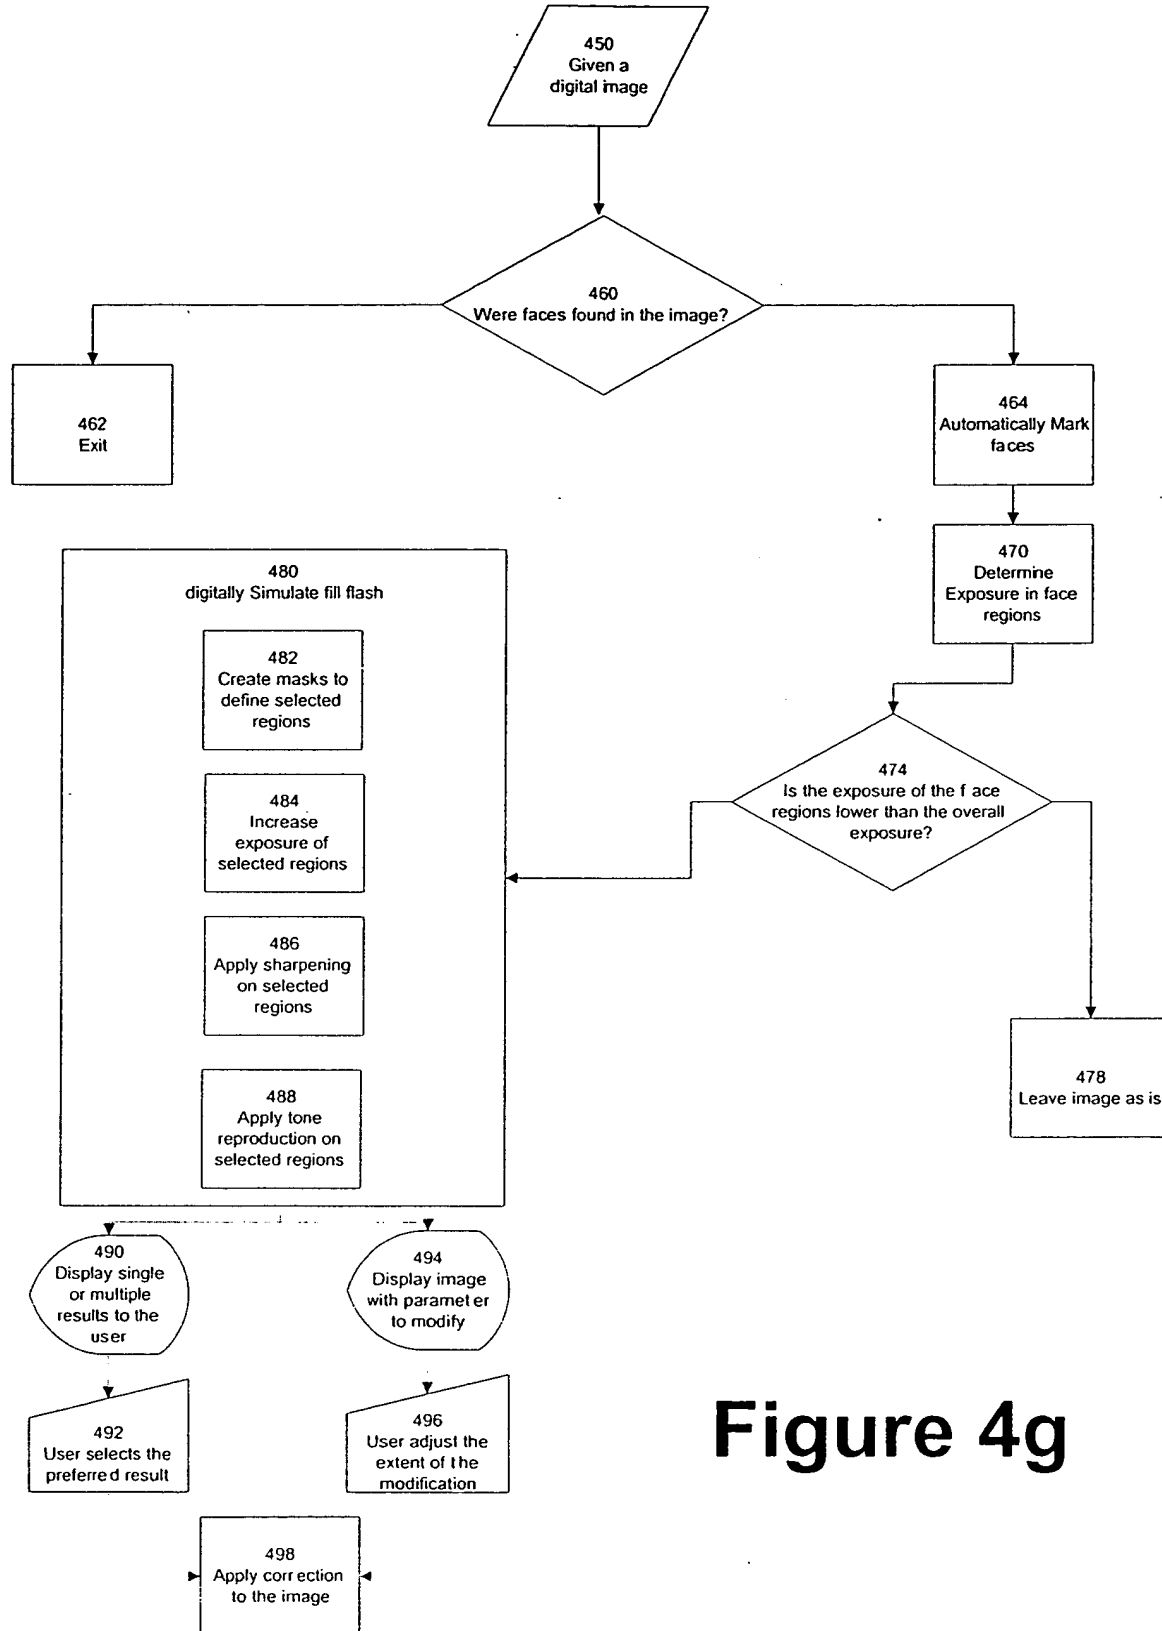 450
Given a
digital image
460
Were faces found in the image?
462
Exit
464
Automatically Mark
faces
470
Determine
Exposure in face
regions
474
Is the exposure of the f ace
regions lower than the overall
exposure?
478
Leave image as is
480
digitally Simulate fill flash
482
Create masks to
define selected
regions
484
Increase
exposure of
selected regions
486
Apply sharpening
on selected
regions
488
Apply tone
reproduction on
selected regions
490
Display single
or multiple
results to the
user
494
Display image
with paramet er
to modify
492
User selects the
preferred result
496
User adjust the
extent of the
modification
498
Apply corr ection
to the image
Figure 4g